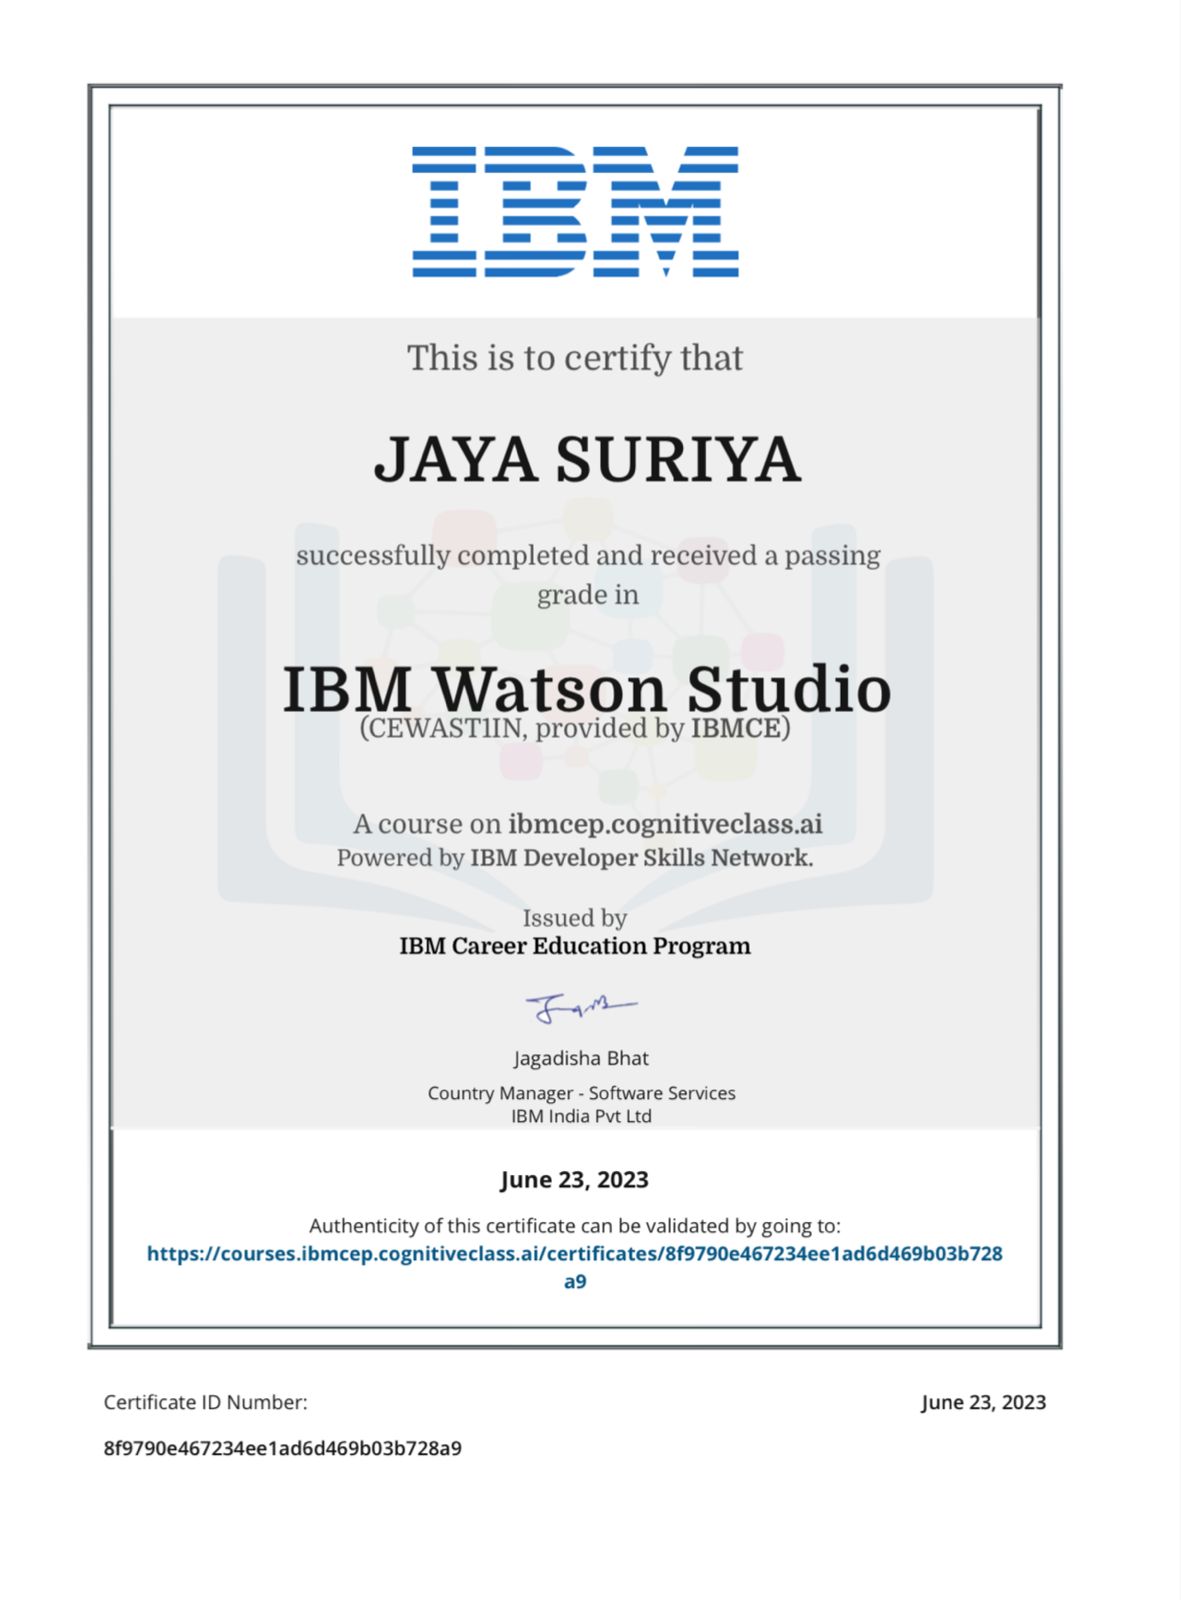 IBM
This is to certify that
JAYA SURIYA
successfully completed and received a passing
grade in
IBM Watson Studio
(CEWAST1IN, provided by IBMCE)
A course on ibmcep.cognitiveclass.ai
Powered by IBM Developer Skills Network.
Issued by
IBM Career Education Program
Jagadisha Bhat
Country Manager - Software Services
IBM India Pvt Ltd
June 23, 2023
Authenticity of this certificate can be validated by going to:
https://courses.ibmcep.cognitiveclass.ai/certificates/8f9790e467234ee1ad6d469b03b728
a9
Certificate ID Number:
June 23, 2023
8f9790e467234ee1ad6d469b03b728a9